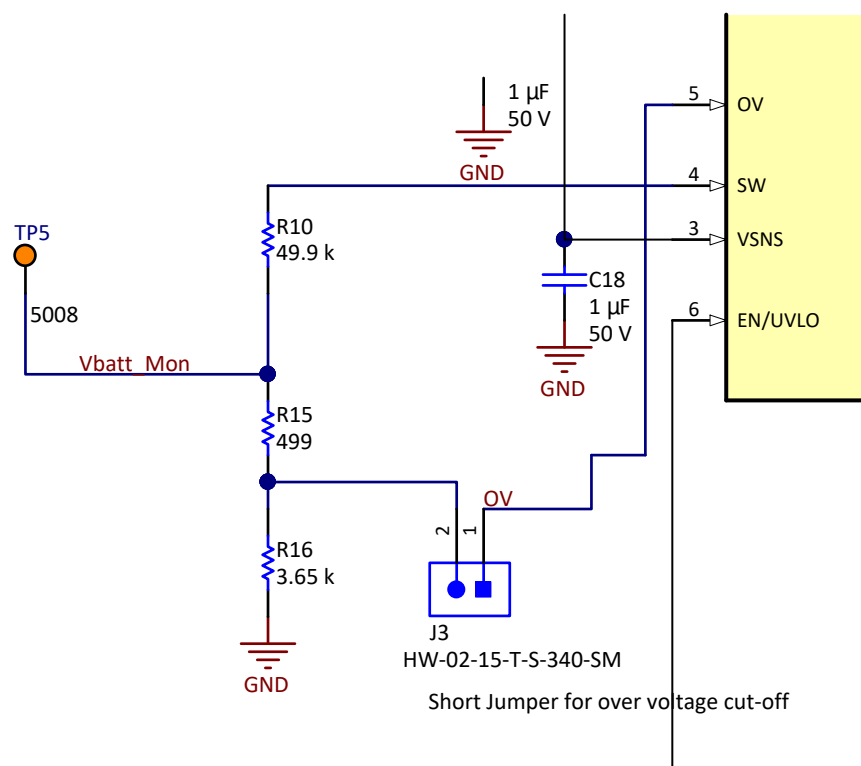 1 µF
50 V
GND
5
OV
4
SW
3
VSNS
6
EN/UVLO
TP5
5008
R10
49.9 k
C18
1 µF
50 V
GND
Vbatt_Mon
R15
499
OV
2
1
R16
3.65 k
GND
J3
HW-02-15-T-S-340-SM
Short Jumper for over voltage cut-off